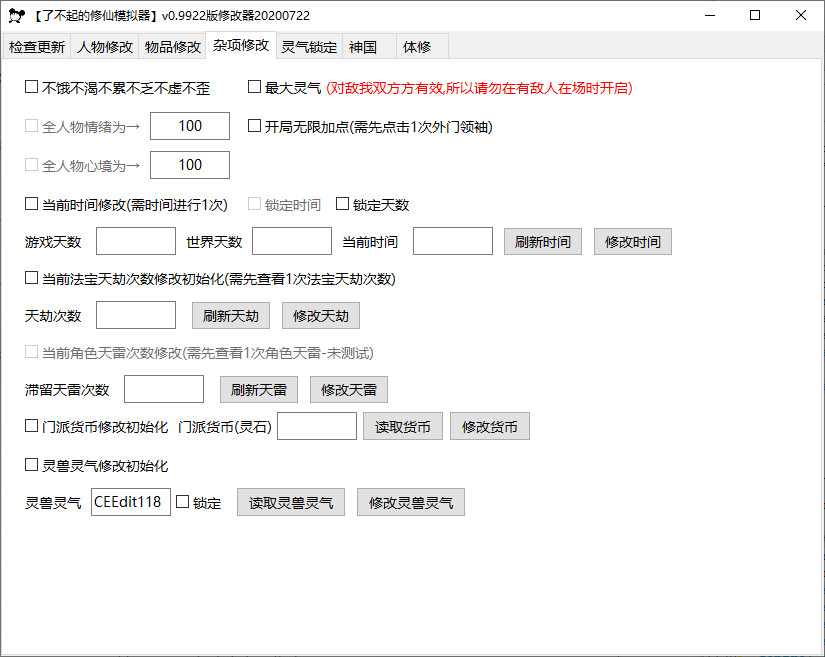 【了不起的修仙模拟器】v0.9922版修改器20200722
检查更新 人物修改 物品修改 杂项修改 灵气锁定 神国 体修
不饿不渴不累不乏不虚不歪 最大灵气 (对敌我双方方有效,所以请勿在有敌人在场时开启)
全人物情绪为→ 100 开局无限加点(需先点击1次外门领袖)
全人物心境为→ 100
当前时间修改(需时间进行1次) 锁定时间 锁定天数
游戏天数 世界天数 当前时间 刷新时间 修改时间
当前法宝天劫次数修改初始化(需先查看1次法宝天劫次数)
天劫次数 刷新天劫 修改天劫
当前角色天雷次数修改(需先查看1次角色天雷-未测试)
滞留天雷次数 刷新天雷 修改天雷
门派货币修改初始化 门派货币(灵石) 读取货币 修改货币
灵兽灵气修改初始化
灵兽灵气 CEEdit118 锁定 读取灵兽灵气 修改灵兽灵气